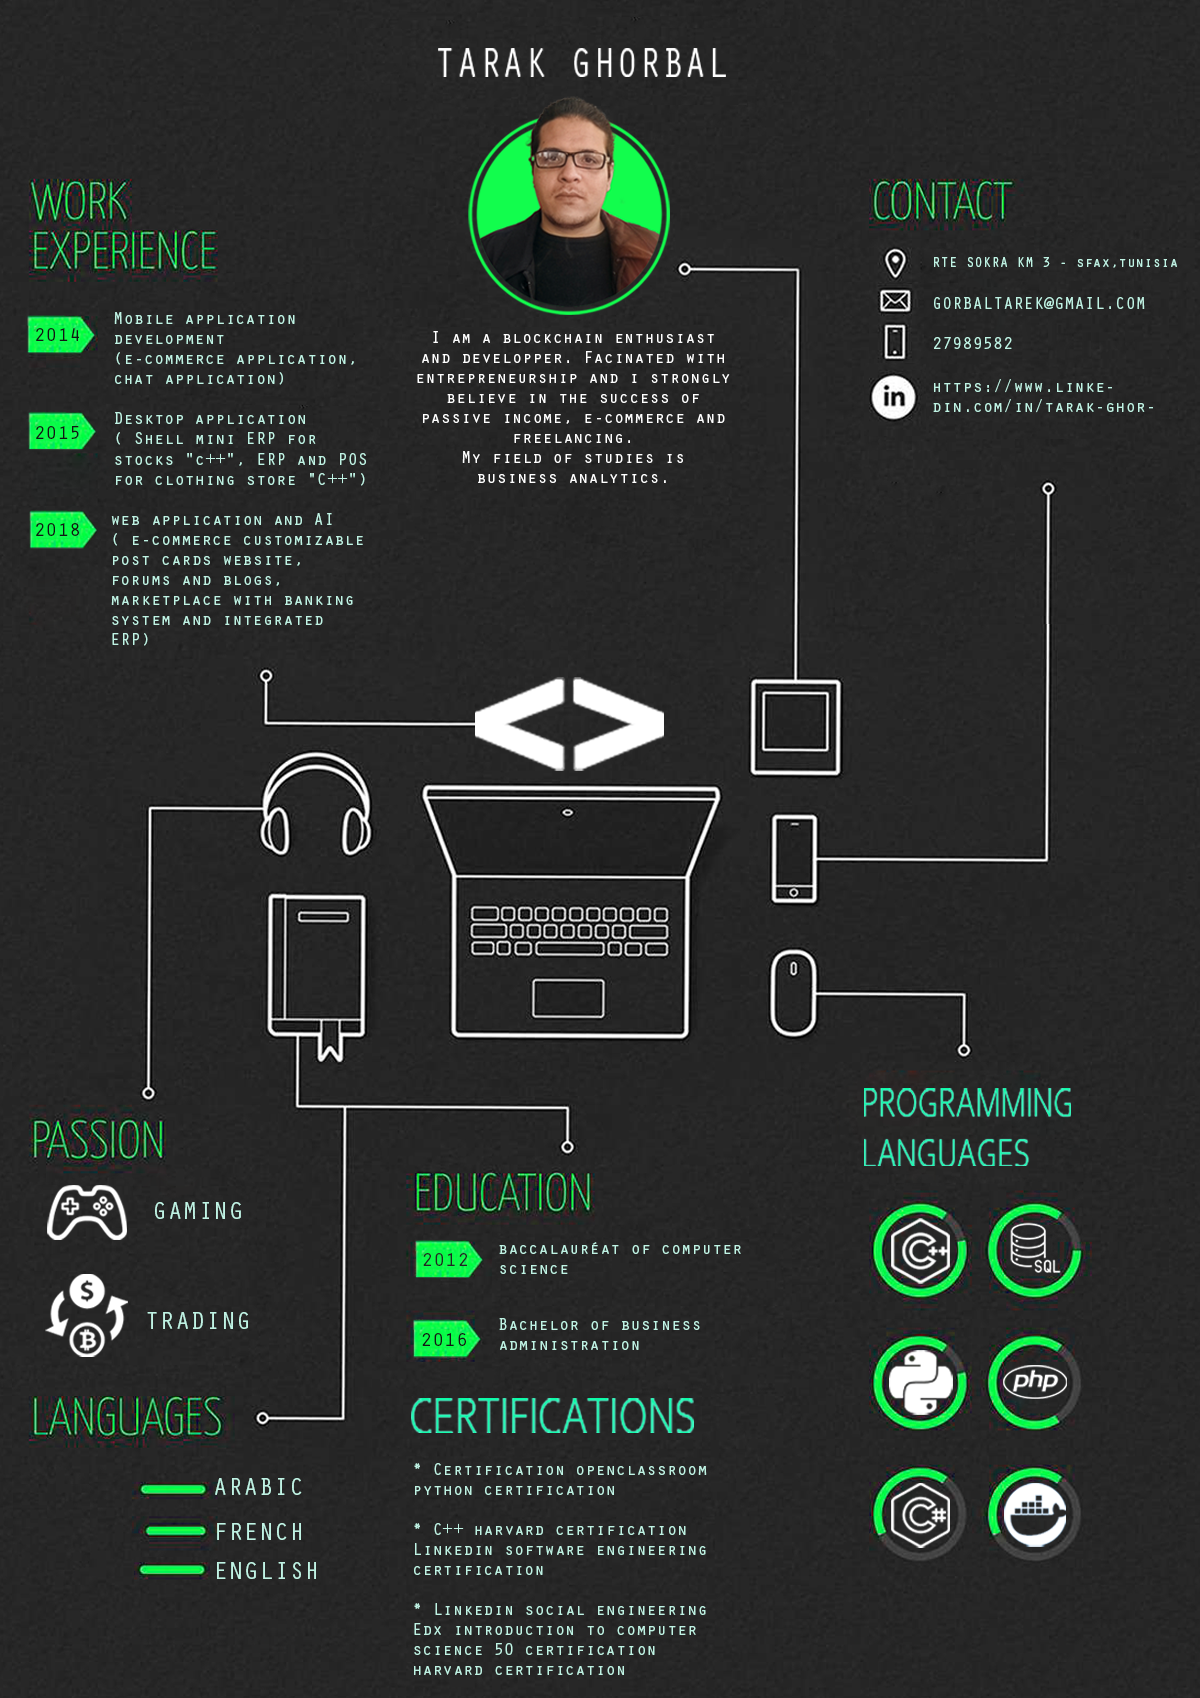 TARAK GHORBAL
WORK
EXPERIENCE
2014
MOBILE APPLICATION
DEVELOPMENT
(E-COMMERCE APPLICATION,
CHAT APPLICATION)
2015
DESKTOP APPLICATION
( SHELL MINI ERP FOR
STOCKS "C++", ERP AND POS
FOR CLOTHING STORE "C++")
2018
WEB APPLICATION AND AI
( E-COMMERCE CUSTOMIZABLE
POST CARDS WEBSITE,
FORUMS AND BLOGS,
MARKETPLACE WITH BANKING
SYSTEM AND INTEGRATED
ERP)
I AM A BLOCKCHAIN ENTHUSIAST
AND DEVELOPPER. FACINATED WITH
ENTREPRENEURSHIP AND I STRONGLY
BELIEVE IN THE SUCCESS OF
PASSIVE INCOME, E-COMMERCE AND
FREELANCING.
MY FIELD OF STUDIES IS
BUSINESS ANALYTICS.
CONTACT
RTE SOKRA KM 3 - SFAX,TUNISIA
GORBALTAREK@GMAIL.COM
27989582
in
HTTPS://WWW.LINKE-
DIN.COM/IN/TARAK-GHOR-
PASSION
GAMING
$
TRADING
LANGUAGES
ARABIC
FRENCH
ENGLISH
EDUCATION
2012
BACCALAURÉAT OF COMPUTER
SCIENCE
2016
BACHELOR OF BUSINESS
ADMINISTRATION
CERTIFICATIONS
* CERTIFICATION OPENCLASSROOM
PYTHON CERTIFICATION
* C++ HARVARD CERTIFICATION
LINKEDIN SOFTWARE ENGINEERING
CERTIFICATION
* LINKEDIN SOCIAL ENGINEERING
EDX INTRODUCTION TO COMPUTER
SCIENCE 50 CERTIFICATION
HARVARD CERTIFICATION
PROGRAMMING
LANGUAGES
C++
SQL
php
C#